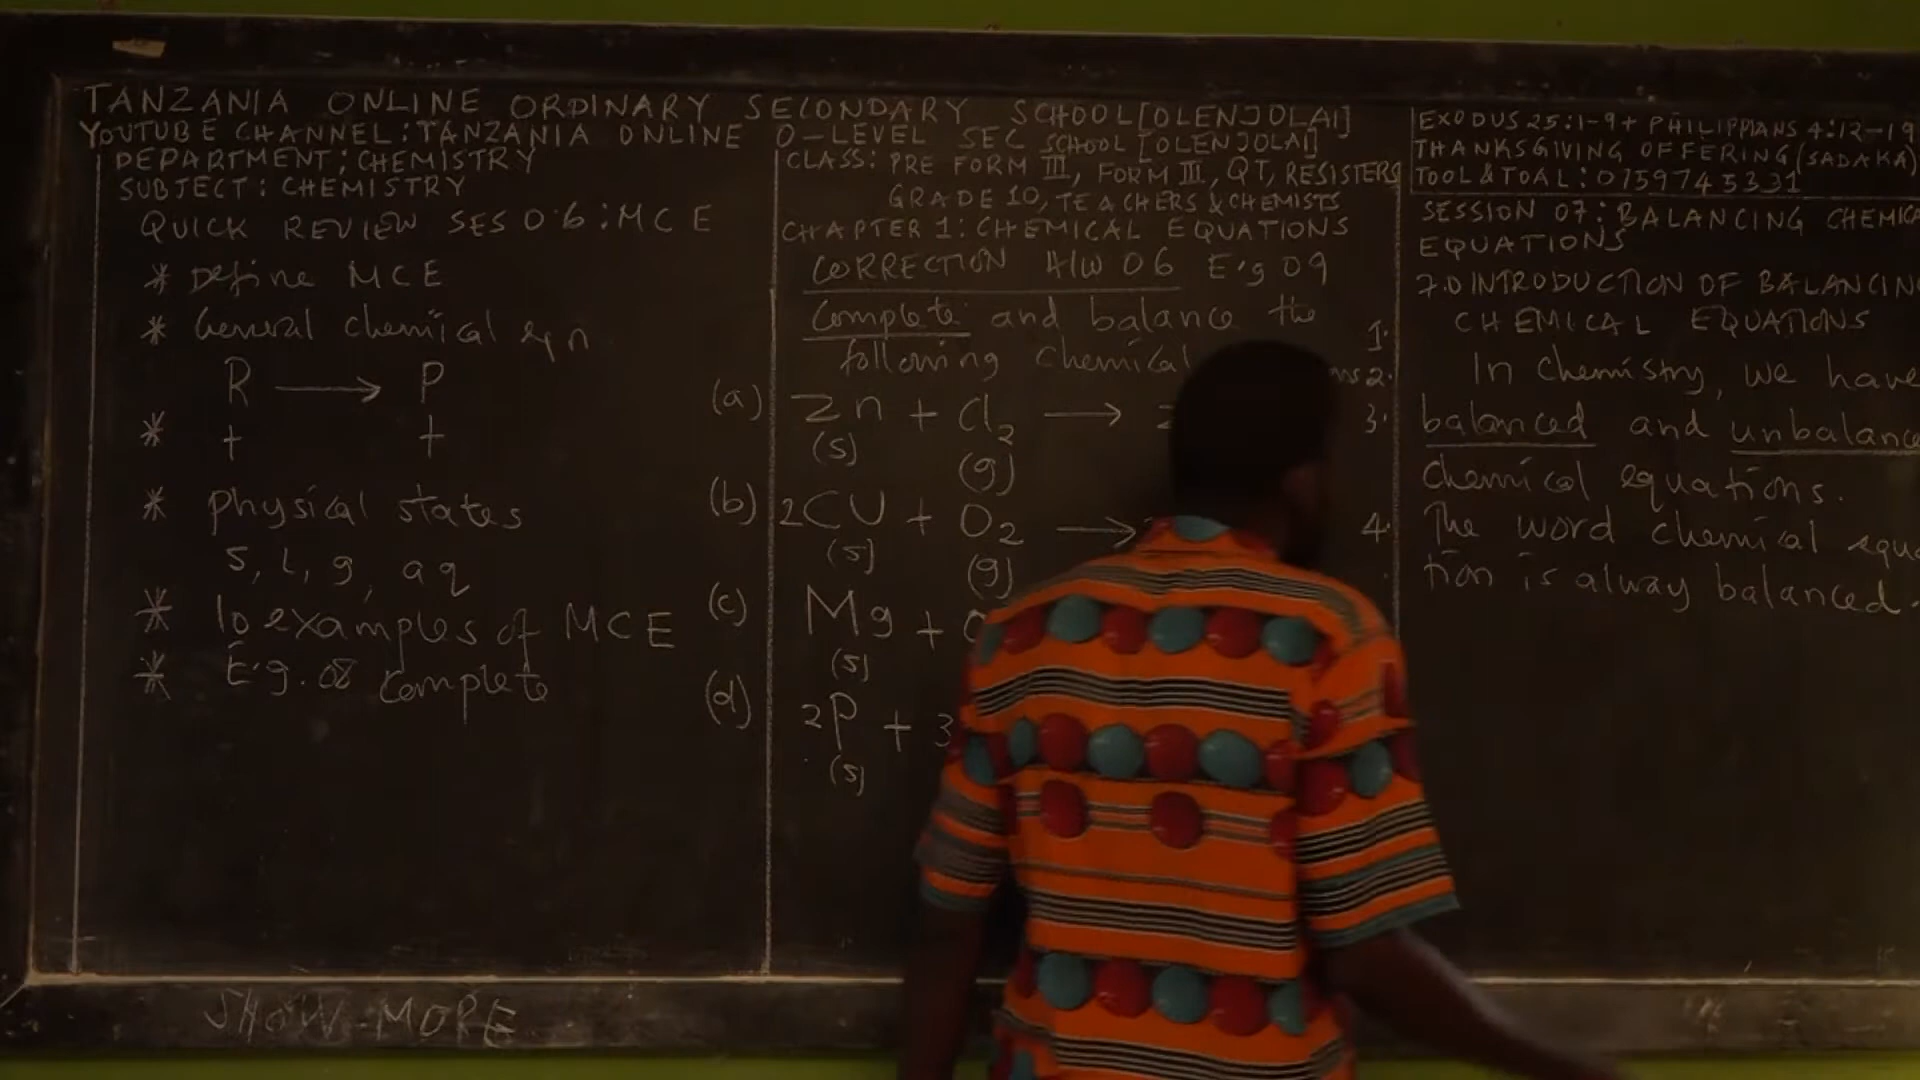 TANZANIA ONLINE ORDINARY SECONDARY SCHOOL[OLENJOLAI]
YOUTUBE CHANNEL: TANZANIA ONLINE O-LEVEL SEC SCHOOL [OLENJOLAI]
DEPARTMENT: CHEMISTRY
SUBJECT: CHEMISTRY
QUICK REVIEW SES 06: MCE
* Define MCE
* General chemical eqn
R ⟶ P
* + +
* Physical states
s, l, g, aq
* 10 examples of MCE
* E.g. 08 complete
CLASS: PRE FORM III, FORM III, QT, RESISTERS
GRADE 10, TEACHERS & CHEMISTS
CHAPTER 1: CHEMICAL EQUATIONS
CORRECTION H/W 06 E.g 09
Complete and balance the
following chemical
(a) Zn + Cl₂ ⟶
(s) (g)
(b) 2CU + O₂ ⟶
(s) (g)
(c) Mg +
(s)
(d) 2P + 3
(s)
EXODUS 25:1-9 + PHILIPPIANS 4:12-19
THANKSGIVING OFFERING (SADAKA)
TOOL & TOAL: 0759745331
SESSION 07: BALANCING
EQUATIONS
7.0 INTRODUCTION OF BALANCING
CHEMICAL EQUATIONS
1.
2. In chemistry, we have
3. balanced and
chemical equations.
4. The word chemical equa
tion is alway balanced.
SHOW-MORE